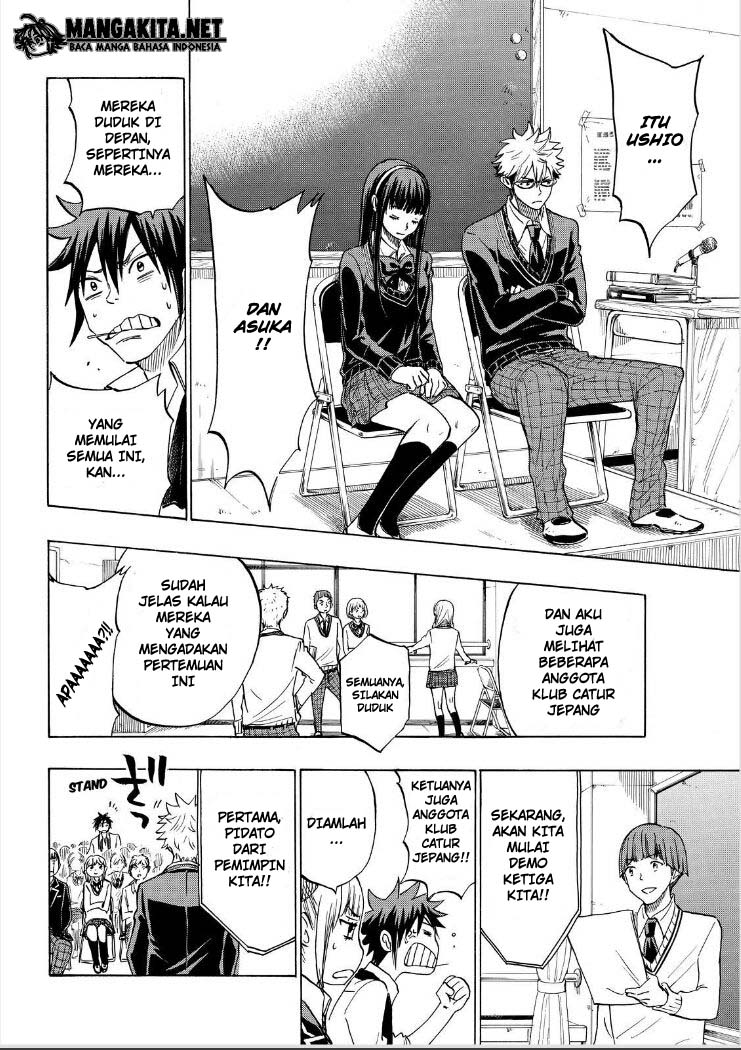 MANGAKITA.NET
BACA MANGA BAHASA INDONESIA
ITU
USHIO
...
DAN
ASUKA
!!
MEREKA
DUDUK DI
DEPAN,
SEPERTINYA
MEREKA...
YANG
MEMULAI
SEMUA INI,
KAN...
DAN AKU
JUGA
MELIHAT
BEBERAPA
ANGGOTA
KLUB CATUR
JEPANG
SEMUANYA,
SILAKAN
DUDUK
SUDAH
JELAS KALAU
MEREKA
YANG
MENGADAKAN
PERTEMUAN
INI
APAAAAAAA?!!
SEKARANG,
AKAN KITA
MULAI
DEMO
KETIGA
KITA!!
KETUANYA
JUGA
ANGGOTA
KLUB
CATUR
JEPANG!!
DIAMLAH
...
PERTAMA,
PIDATO
DARI
PEMIMPIN
KITA!!
STAND